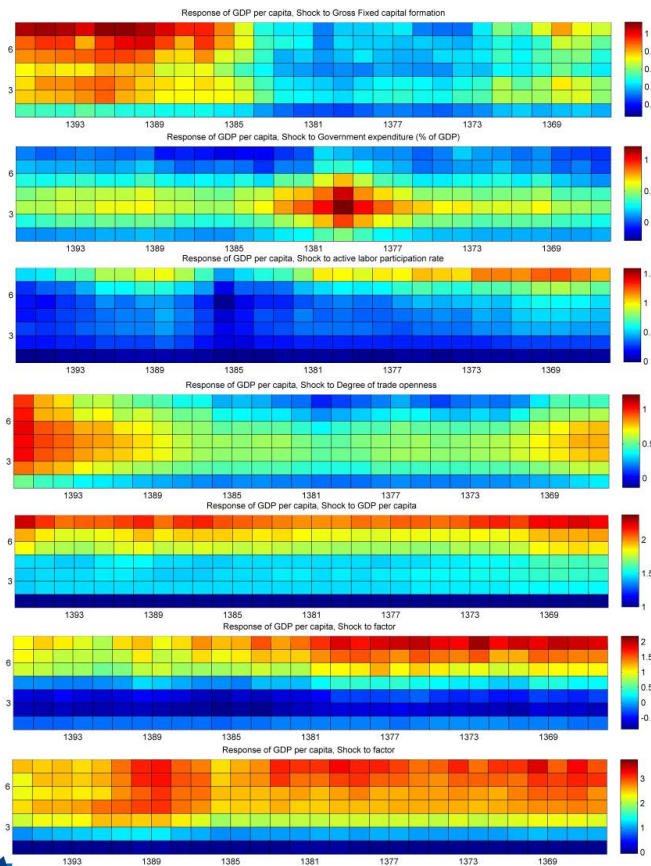 Response of GDP per capita, Shock to Gross Fixed capital formation
6
3
1393 1389 1385 1381 1377 1373 1369
1
Response of GDP per capita, Shock to Government expenditure (% of GDP)
6
3
1393 1389 1385 1381 1377 1373 1369
1
0
Response of GDP per capita, Shock to active labor participation rate
6
3
1393 1389 1385 1381 1377 1373 1369
1
0
Response of GDP per capita, Shock to Degree of trade openness
6
3
1393 1389 1385 1381 1377 1373 1369
1
0.5
0
Response of GDP per capita, Shock to GDP per capita
6
3
1393 1389 1385 1381 1377 1373 1369
2
1.5
1
Response of GDP per capita, Shock to factor
6
3
1393 1389 1385 1381 1377 1373 1369
2
1.5
1
0.5
0
Response of GDP per capita, Shock to factor
6
3
1393 1389 1385 1381 1377 1373 1369
3
2
1
0